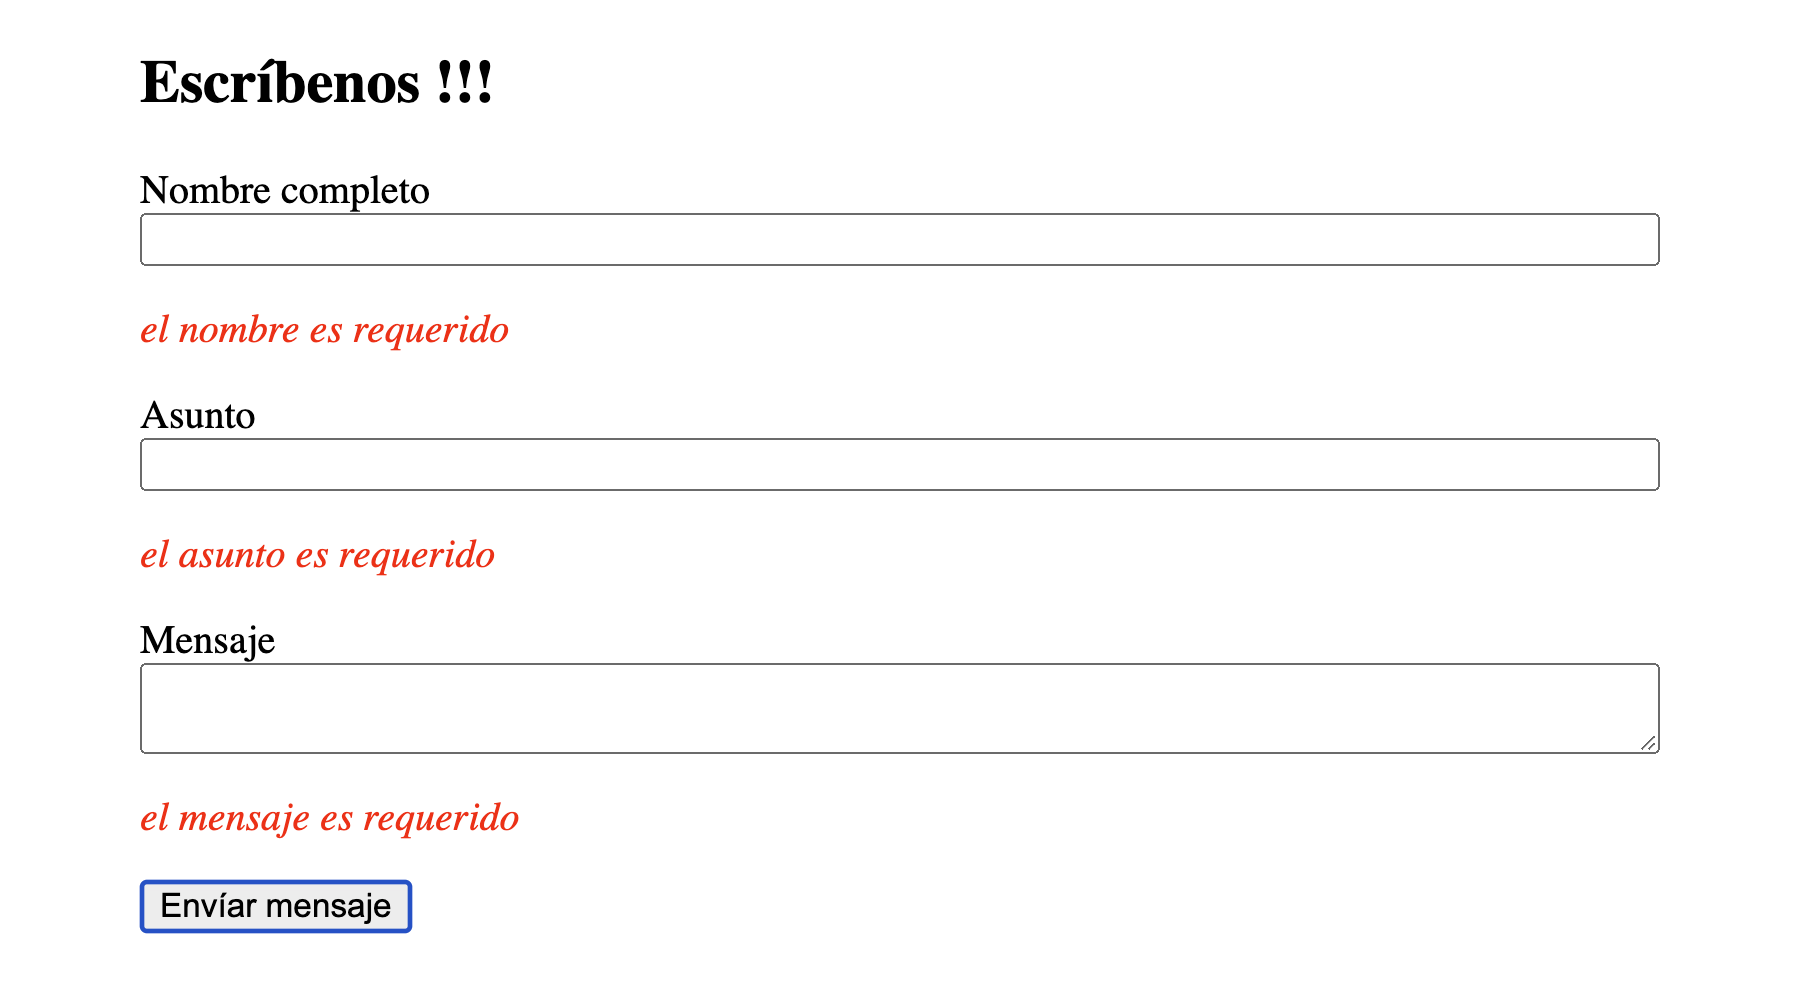 Escríbenos !!!
Nombre completo
el nombre es requerido
Asunto
el asunto es requerido
Mensaje
el mensaje es requerido
Envíar mensaje